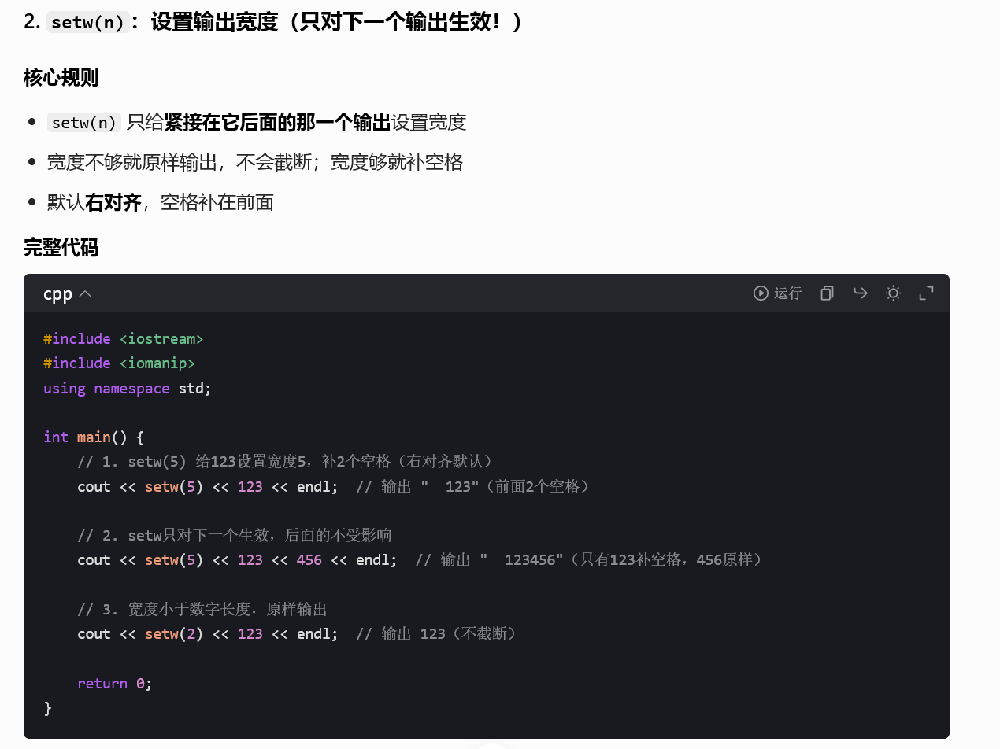 2. setw(n)：设置输出宽度（只对下一个输出生效！）
核心规则
setw(n) 只给紧接在它后面的那一个输出设置宽度
宽度不够就原样输出，不会截断；宽度够就补空格
默认右对齐，空格补在前面
完整代码
cpp 运行
#include <iostream>
#include <iomanip>
using namespace std;
int main() {
    // 1. setw(5) 给123设置宽度5，补2个空格（右对齐默认）
    cout << setw(5) << 123 << endl;  // 输出 "  123"（前面2个空格）
    // 2. setw只对下一个生效，后面的不受影响
    cout << setw(5) << 123 << 456 << endl;  // 输出 "  123456"（只有123补空格，456原样）
    // 3. 宽度小于数字长度，原样输出
    cout << setw(2) << 123 << endl;  // 输出 123（不截断）
    return 0;
}